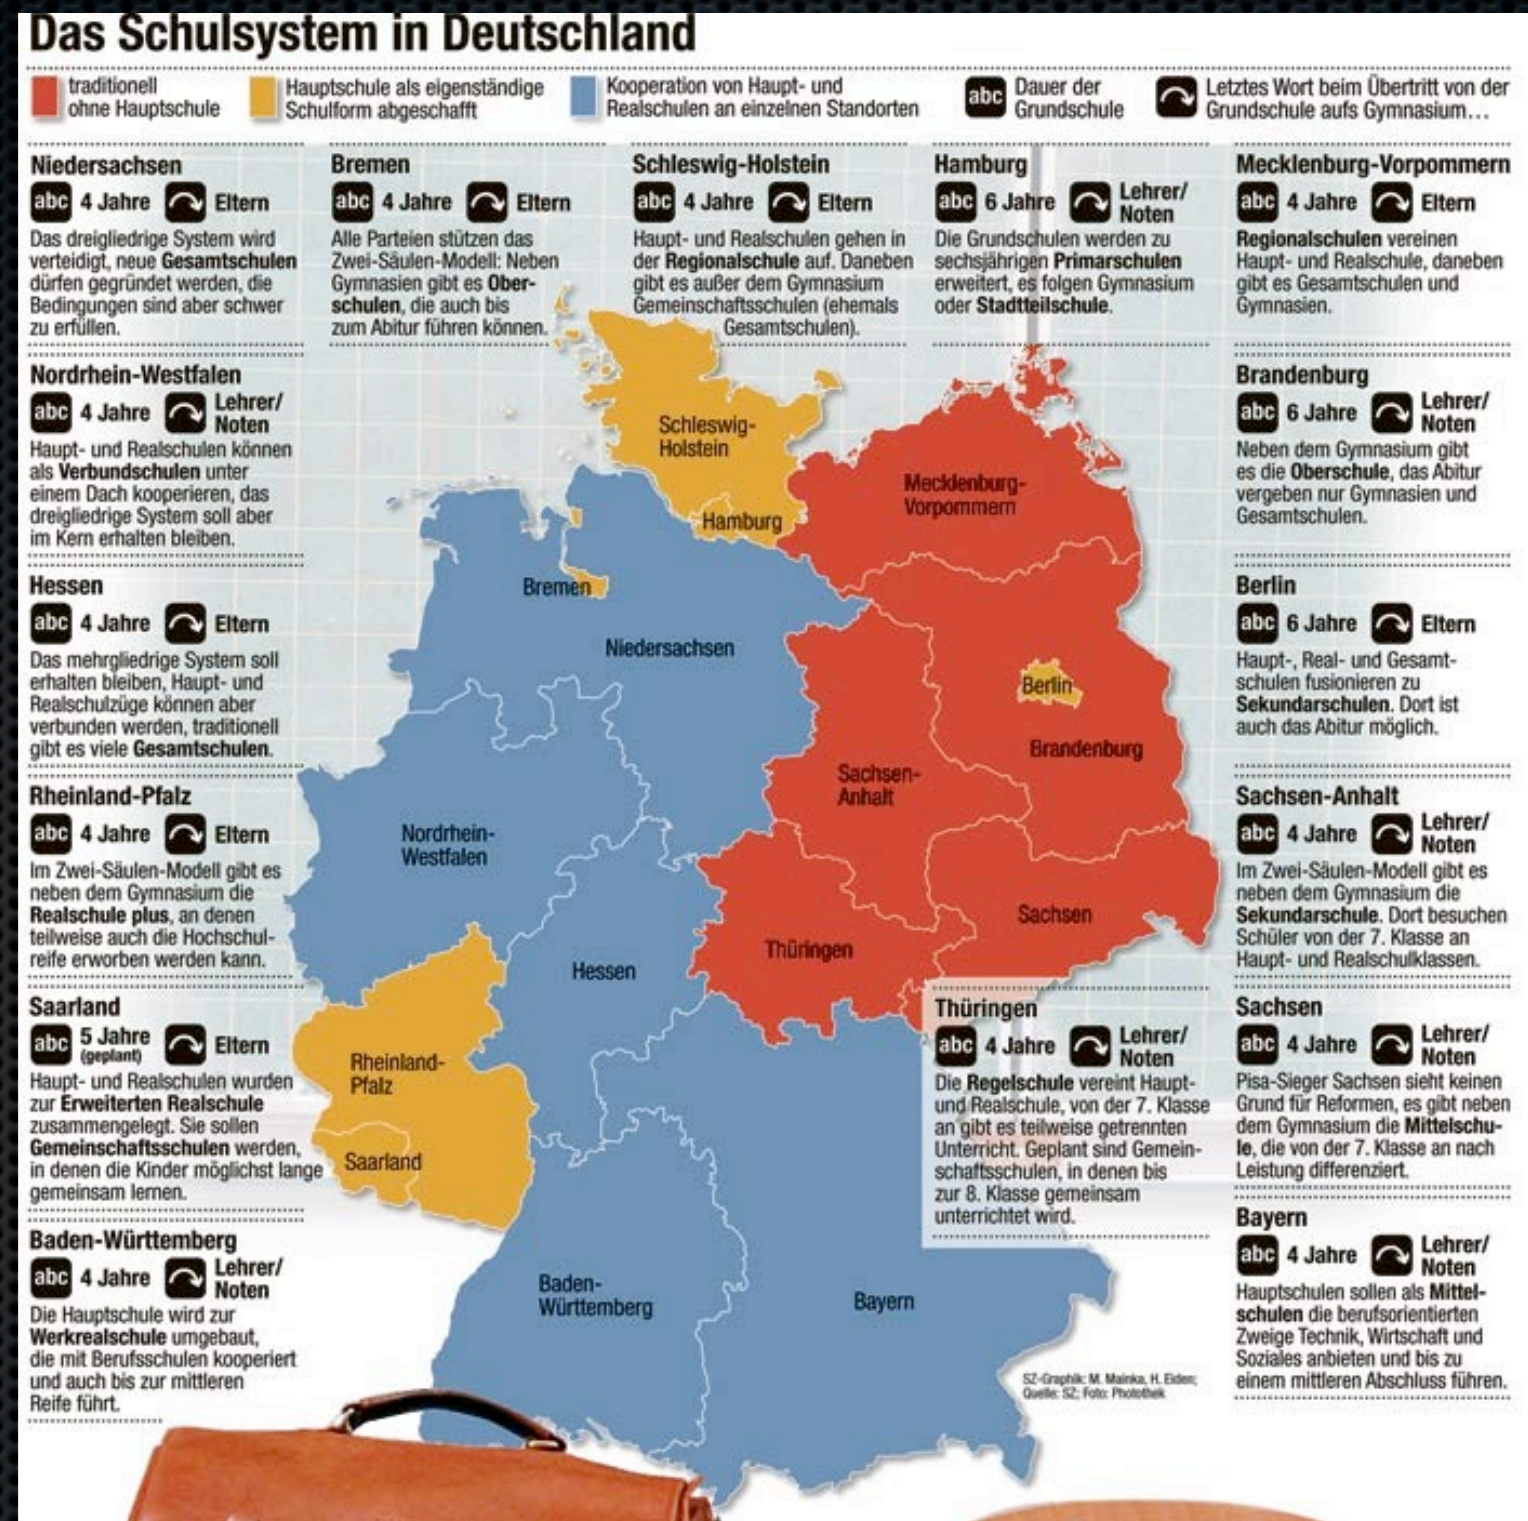 Das Schulsystem in Deutschland
traditionell
ohne Hauptschule
Hauptschule als eigenständige
Schulform abgeschafft
Kooperation von Haupt- und
Realschulen an einzelnen Standorten
abc
Dauer der
Grundschule
Letztes Wort beim Übertritt von der
Grundschule aufs Gymnasium...
Niedersachsen
abc 4 Jahre Eltern
Das dreigliedrige System wird
verteidigt, neue Gesamtschulen
dürfen gegründet werden, die
Bedingungen sind aber schwer
zu erfüllen.
Bremen
abc 4 Jahre Eltern
Alle Parteien stützen das
Zwei-Säulen-Modell: Neben
Gymnasien gibt es Ober-
schulen, die auch bis
zum Abitur führen können.
Schleswig-Holstein
abc 4 Jahre Eltern
Haupt- und Realschulen gehen in
der Regionalschule auf. Daneben
gibt es außer dem Gymnasium
Gemeinschaftsschulen (ehemals
Gesamtschulen).
Hamburg
abc 6 Jahre Lehrer/
Noten
Die Grundschulen werden zu
sechsjährigen Primarschulen
erweitert, es folgen Gymnasium
oder Stadtteilschule.
Mecklenburg-Vorpommern
abc 4 Jahre Eltern
Regionalschulen vereinen
Haupt- und Realschule, daneben
gibt es Gesamtschulen und
Gymnasien.
Nordrhein-Westfalen
abc 4 Jahre Lehrer/
Noten
Haupt- und Realschulen können
als Verbundschulen unter
einem Dach kooperieren, das
dreigliedrige System soll aber
im Kern erhalten bleiben.
Hessen
abc 4 Jahre Eltern
Das mehrgliedrige System soll
erhalten bleiben, Haupt- und
Realschulzüge können aber
verbunden werden, traditionell
gibt es viele Gesamtschulen.
Rheinland-Pfalz
abc 4 Jahre Eltern
Im Zwei-Säulen-Modell gibt es
neben dem Gymnasium die
Realschule plus, an denen
teilweise auch die Hochschul-
reife erworben werden kann.
Saarland
abc 5 Jahre Eltern
(geplant)
Haupt- und Realschulen wurden
zur Erweiterten Realschule
zusammengelegt. Sie sollen
Gemeinschaftsschulen werden,
in denen die Kinder möglichst lange
gemeinsam lernen.
Baden-Württemberg
abc 4 Jahre Lehrer/
Noten
Die Hauptschule wird zur
Werkrealschule umgebaut,
die mit Berufsschulen kooperiert
und auch bis zur mittleren
Reife führt.
Schleswig-
Holstein
Hamburg
Mecklenburg-
Vorpommern
Bremen
Niedersachsen
Berlin
Brandenburg
Sachsen-
Anhalt
Nordrhein-
Westfalen
Sachsen
Thüringen
Hessen
Rheinland-
Pfalz
Saarland
Baden-
Württemberg
Bayern
Thüringen
abc 4 Jahre Lehrer/
Noten
Die Regelschule vereint Haupt-
und Realschule, von der 7. Klasse
an gibt es teilweise getrennten
Unterricht. Geplant sind Gemein-
schaftsschulen, in denen bis
zur 8. Klasse gemeinsam
unterrichtet wird.
SZ-Graphik: M. Mainka, H. Eiden;
Quelle: SZ; Foto: Photothek
Brandenburg
abc 6 Jahre Lehrer/
Noten
Neben dem Gymnasium gibt
es die Oberschule, das Abitur
vergeben nur Gymnasien und
Gesamtschulen.
Berlin
abc 6 Jahre Eltern
Haupt-, Real- und Gesamt-
schulen fusionieren zu
Sekundarschulen. Dort ist
auch das Abitur möglich.
Sachsen-Anhalt
abc 4 Jahre Lehrer/
Noten
Im Zwei-Säulen-Modell gibt es
neben dem Gymnasium die
Sekundarschule. Dort besuchen
Schüler von der 7. Klasse an
Haupt- und Realschulklassen.
Sachsen
abc 4 Jahre Lehrer/
Noten
Pisa-Sieger Sachsen sieht keinen
Grund für Reformen, es gibt neben
dem Gymnasium die Mittelschu-
le, die von der 7. Klasse an nach
Leistung differenziert.
Bayern
abc 4 Jahre Lehrer/
Noten
Hauptschulen sollen als Mittel-
schulen die berufsorientierten
Zweige Technik, Wirtschaft und
Soziales anbieten und bis zu
einem mittleren Abschluss führen.